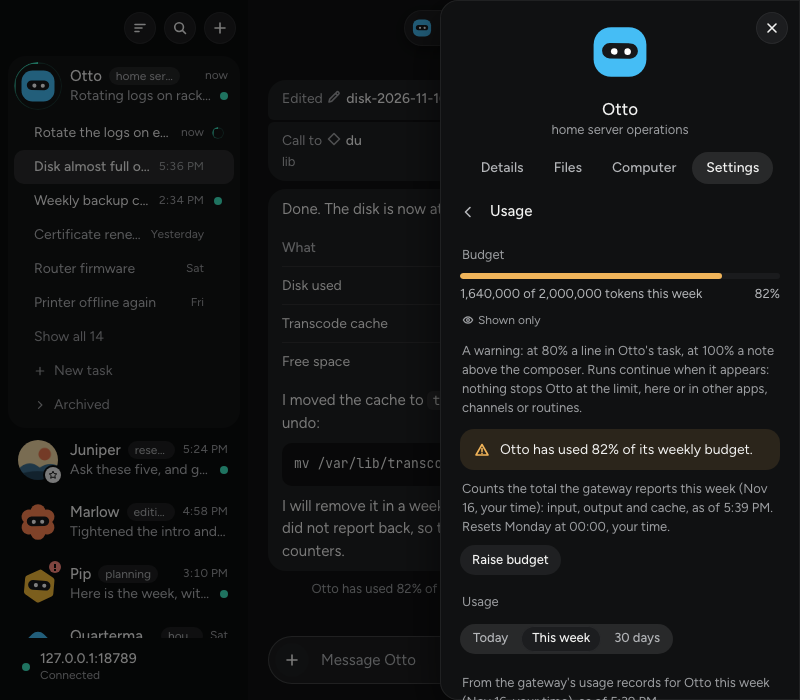 Otto
home ser...
now
Rotating logs on rack...
Rotate the logs on e...
now
Disk almost full o...
5:36 PM
Weekly backup c...
2:34 PM
Certificate rene...
Yesterday
Router firmware
Sat
Printer offline again
Fri
Show all 14
New task
Archived
Juniper
rese...
5:24 PM
Ask these five, and g...
Marlow
editi...
4:58 PM
Tightened the intro and...
Pip
planning
3:10 PM
Here is the week, wit...
Quarterma
hou
Sat
127.0.0.1:18789
Connected
Edited disk-2026-11-1
Call to du
lib
Done. The disk is now at
What
Disk used
Transcode cache
Free space
I moved the cache to t
undo:
mv /var/lib/transco
I will remove it in a week
did not report back, so t
counters.
Otto has used 82% of
Message Otto
Otto
home server operations
Details
Files
Computer
Settings
Usage
Budget
1,640,000 of 2,000,000 tokens this week
82%
Shown only
A warning: at 80% a line in Otto's task, at 100% a note
above the composer. Runs continue when it appears:
nothing stops Otto at the limit, here or in other apps,
channels or routines.
Otto has used 82% of its weekly budget.
Counts the total the gateway reports this week (Nov
16, your time): input, output and cache, as of 5:39 PM.
Resets Monday at 00:00, your time.
Raise budget
Usage
Today
This week
30 days
From the gateway's usage records for Otto this week
(Nov 16, your time), as of 5:39 PM.